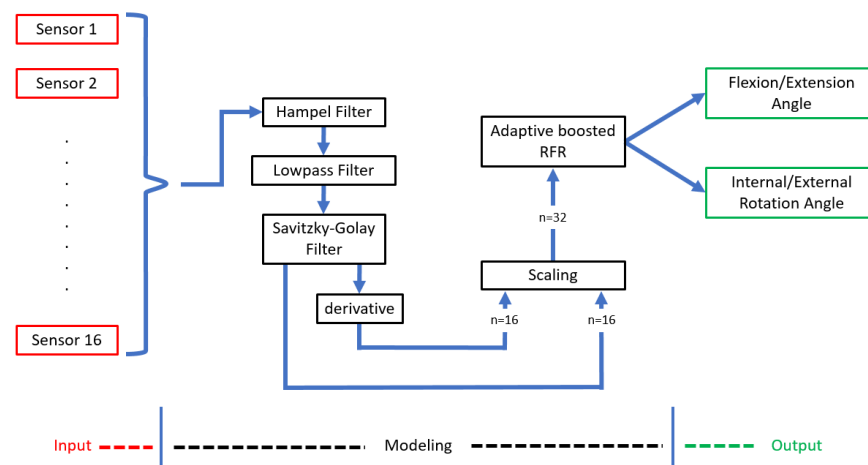 Sensor 1
Sensor 2
Sensor 16
Hampel Filter
Lowpass Filter
Savitzky-Golay
Filter
derivative
n=16
n=16
Scaling
n=32
Adaptive boosted
RFR
Flexion/Extension
Angle
Internal/External
Rotation Angle
Input
Modeling
Output